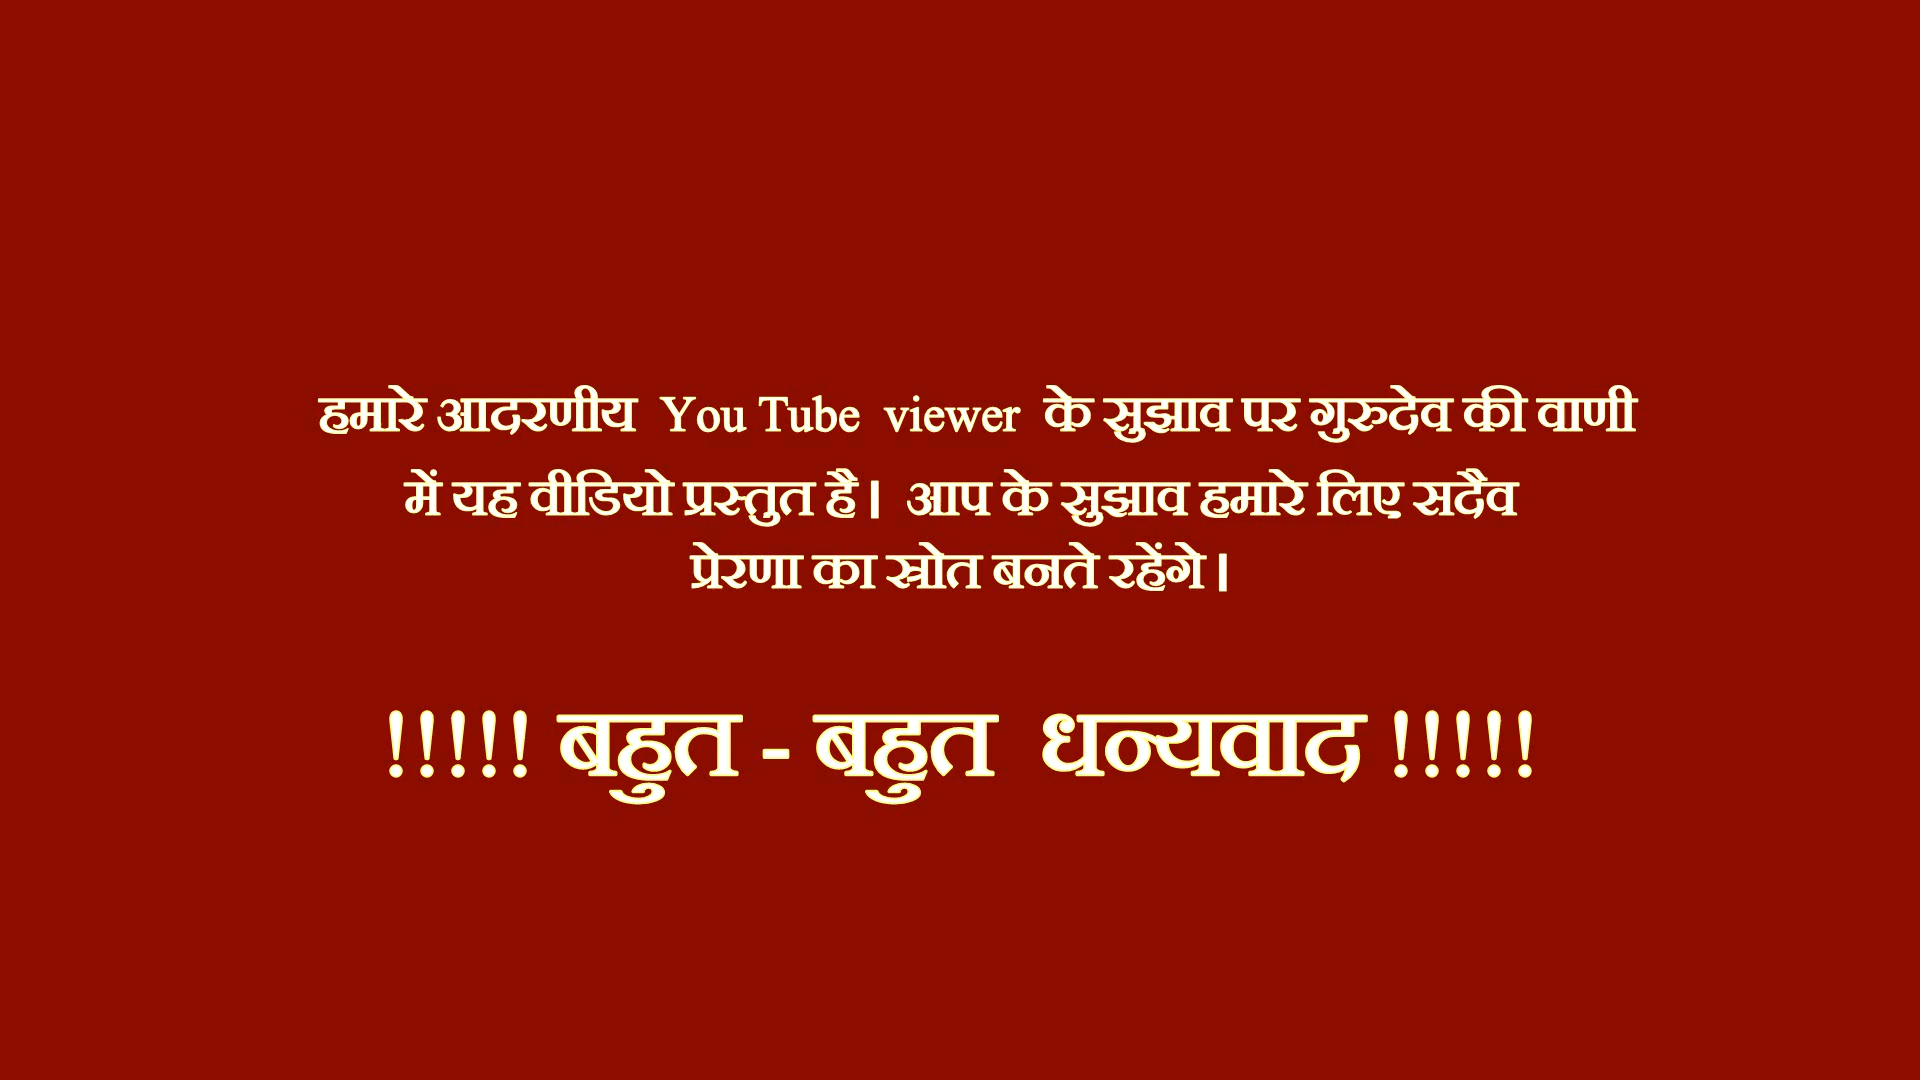 हमारे आदरणीय You Tube viewer के सुझाव पर गुरुदेव की वाणी
में यह वीडियो प्रस्तुत है। आप के सुझाव हमारे लिए सदैव
प्रेरणा का स्रोत बनते रहेंगे।
!!!!! बहुत - बहुत धन्यवाद !!!!!